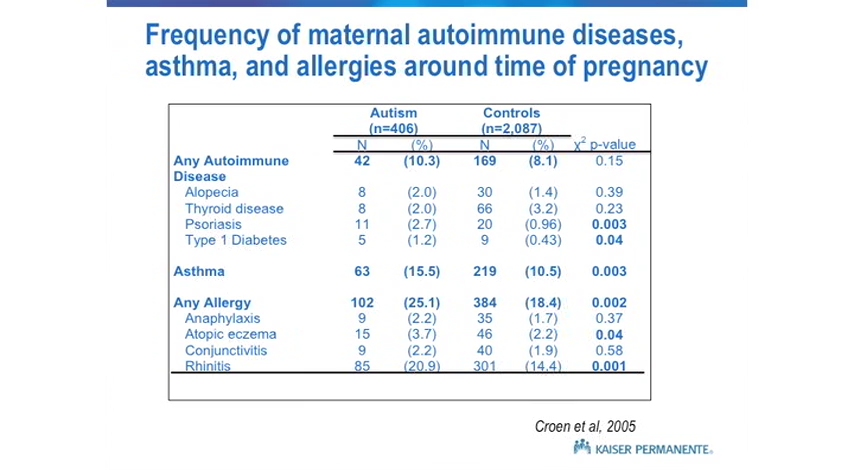 Frequency of maternal autoimmune diseases,
asthma, and allergies around time of pregnancy
Autism Controls
(n=406) (n=2,087)
N (%) N (%) χ² p-value
Any Autoimmune 42 (10.3) 169 (8.1) 0.15
Disease
Alopecia 8 (2.0) 30 (1.4) 0.39
Thyroid disease 8 (2.0) 66 (3.2) 0.23
Psoriasis 11 (2.7) 20 (0.96) 0.003
Type 1 Diabetes 5 (1.2) 9 (0.43) 0.04
Asthma 63 (15.5) 219 (10.5) 0.003
Any Allergy 102 (25.1) 384 (18.4) 0.002
Anaphylaxis 9 (2.2) 35 (1.7) 0.37
Atopic eczema 15 (3.7) 46 (2.2) 0.04
Conjunctivitis 9 (2.2) 40 (1.9) 0.58
Rhinitis 85 (20.9) 301 (14.4) 0.001
Croen et al, 2005
KAISER PERMANENTE®